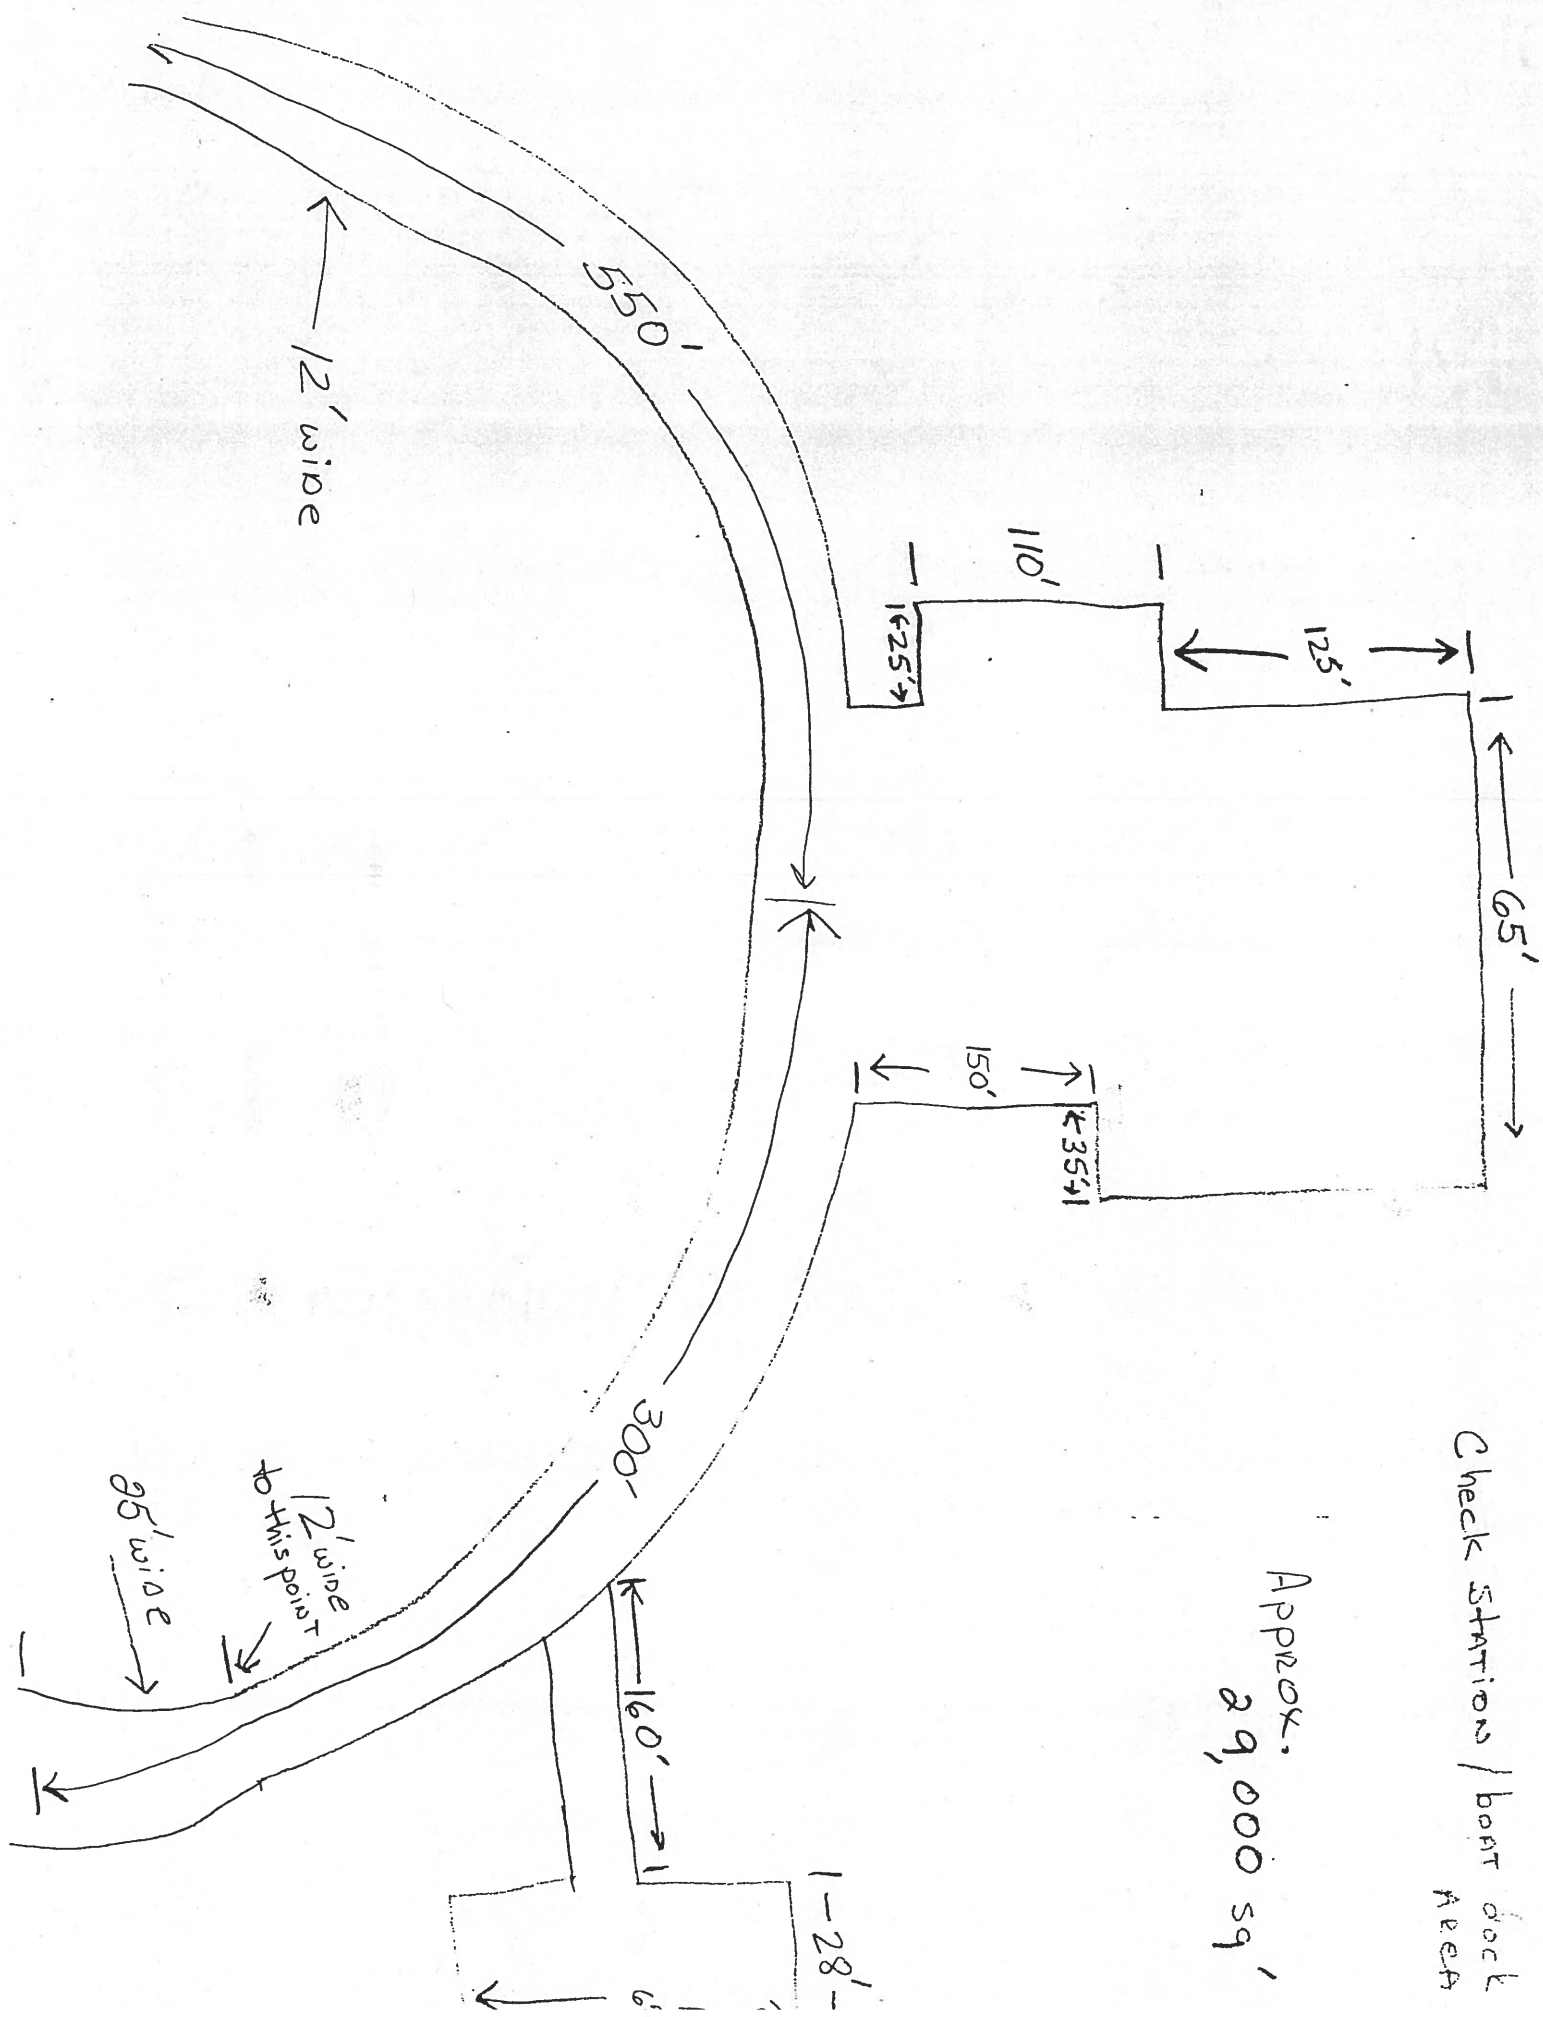 Check Station / boat dock
Area
Approx.
29,000 sq'
65'
125'
110'
25'
150'
35'
550'
12' wide
300'
12' wide
to this point
25' wide
160'
28'